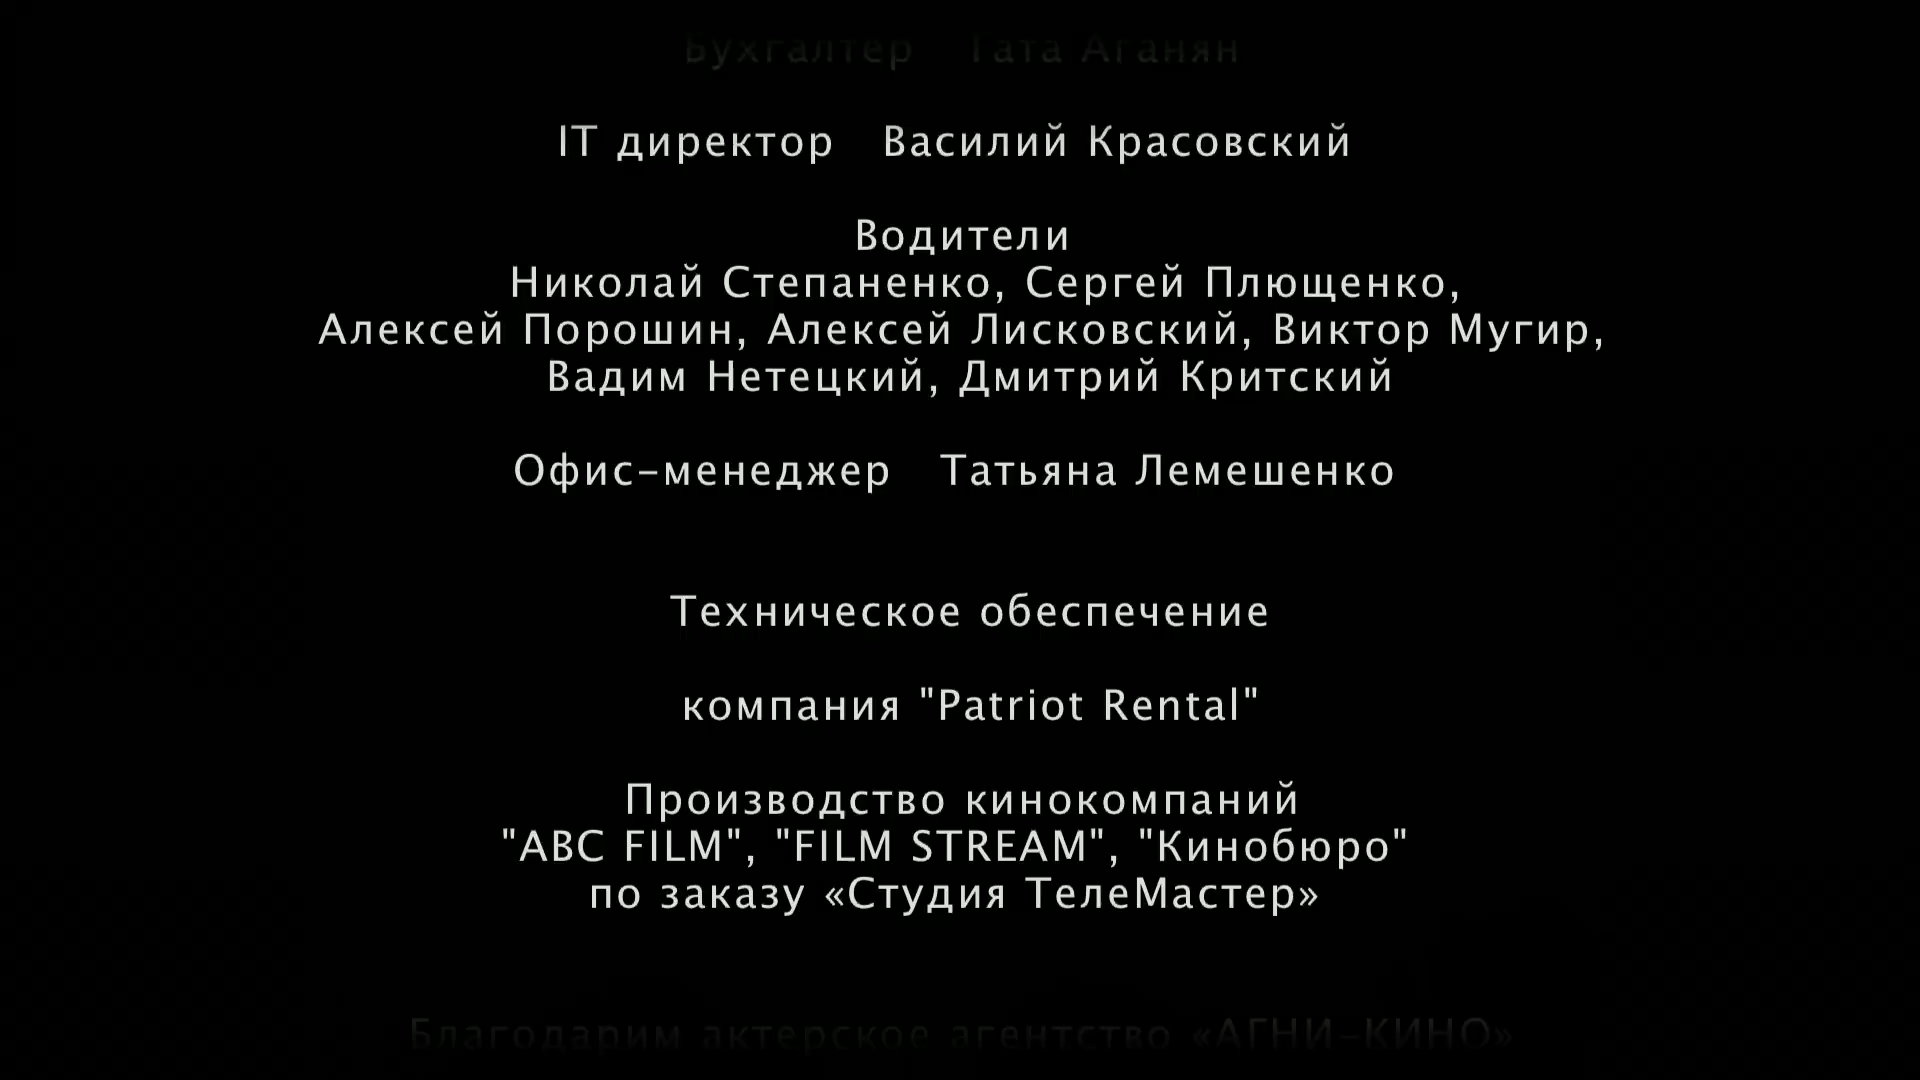 Бухгалтер Тата Аганян
IT директор Василий Красовский
Водители
Николай Степаненко, Сергей Плющенко,
Алексей Порошин, Алексей Лисковский, Виктор Мугир,
Вадим Нетецкий, Дмитрий Критский
Офис-менеджер Татьяна Лемешенко
Техническое обеспечение
компания "Patriot Rental"
Производство кинокомпаний
"ABC FILM", "FILM STREAM", "Кинобюро"
по заказу «Студия ТелеМастер»
Благодарим актерское агентство «АГНИ-КИНО»